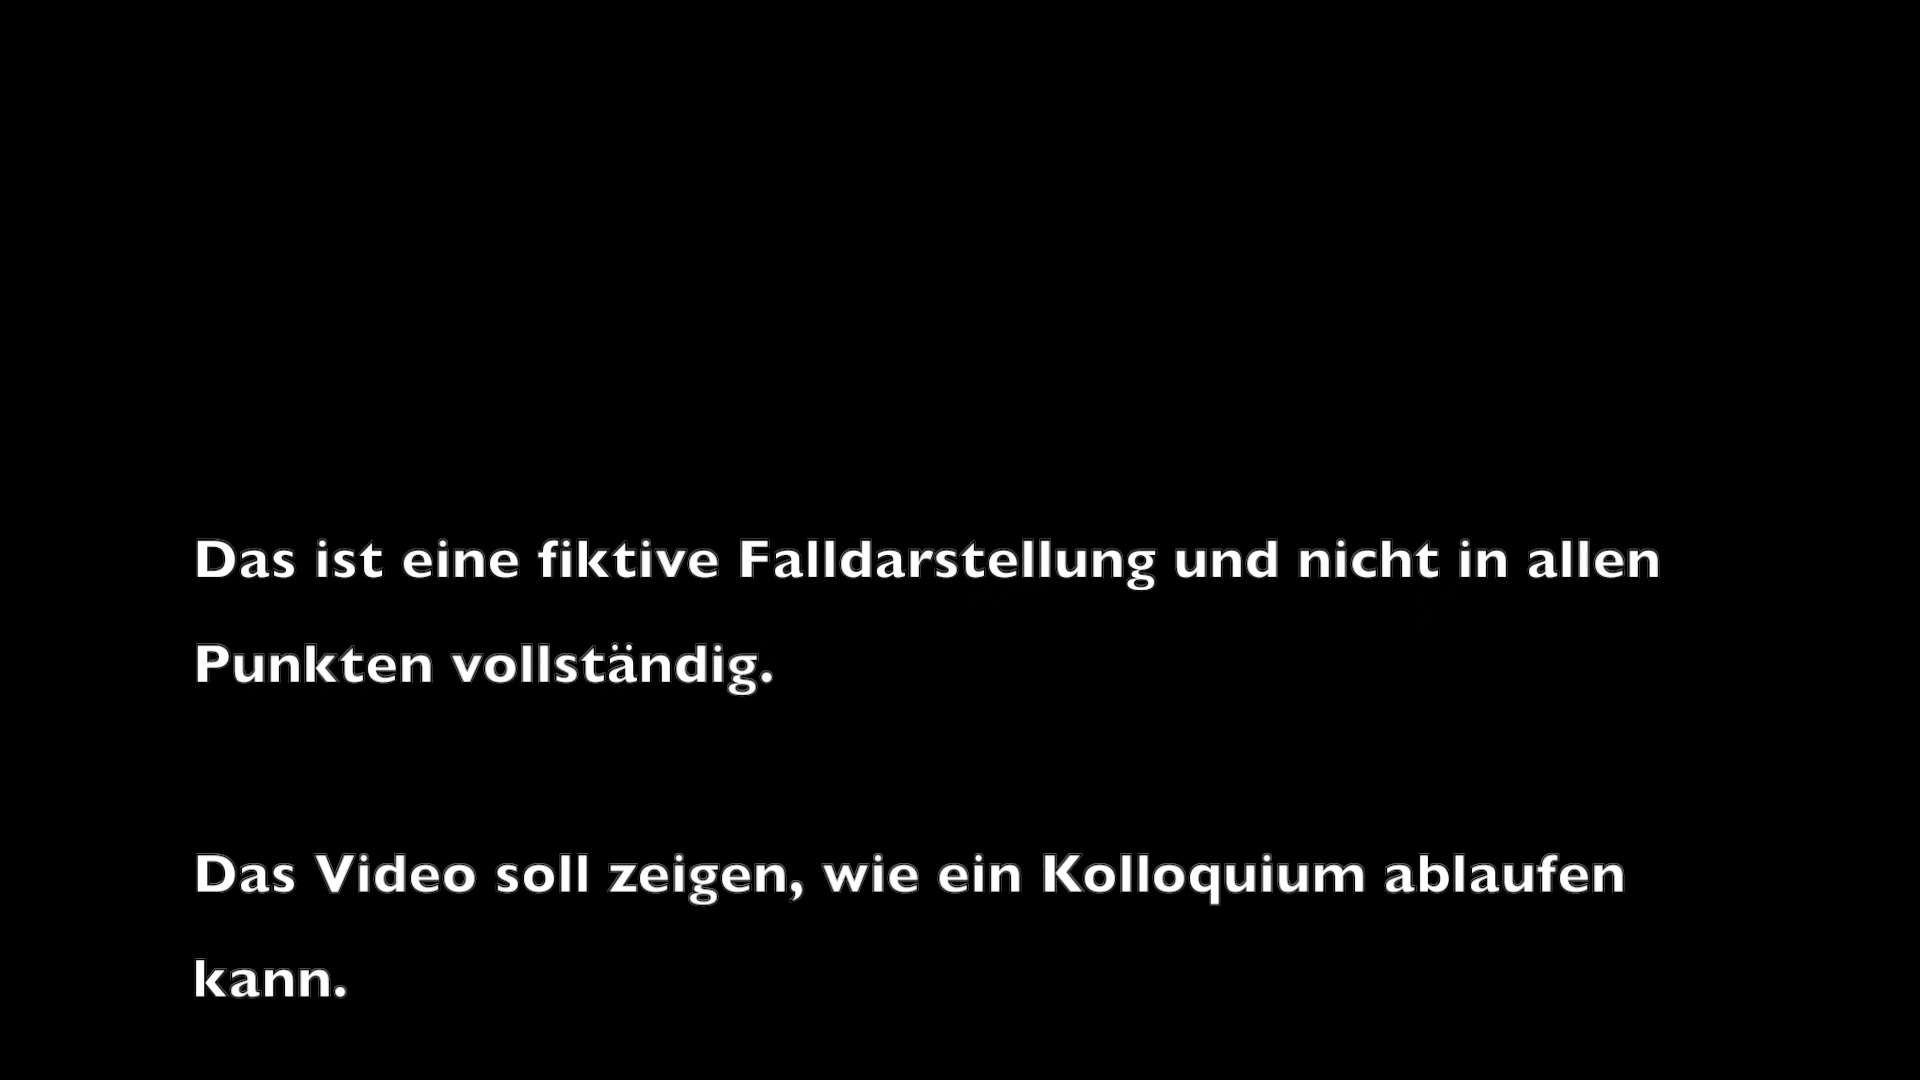 Das ist eine fiktive Falldarstellung und nicht in allen
Punkten vollständig.
Das Video soll zeigen, wie ein Kolloquium ablaufen
kann.